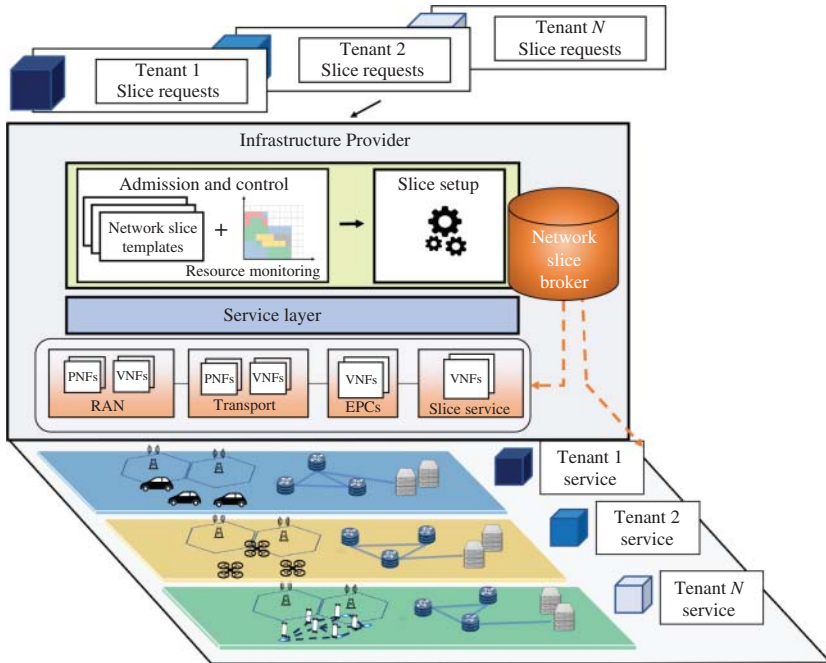 Tenant 1
Slice requests
Tenant 2
Slice requests
Tenant N
Slice requests
Infrastructure Provider
Admission and control
Network slice
templates
+
Resource monitoring
Slice setup
Network
slice
broker
Service layer
PNFs
VNFs
RAN
PNFs
VNFs
Transport
VNFs
EPCs
VNFs
Slice service
Tenant 1
service
Tenant 2
service
Tenant N
service